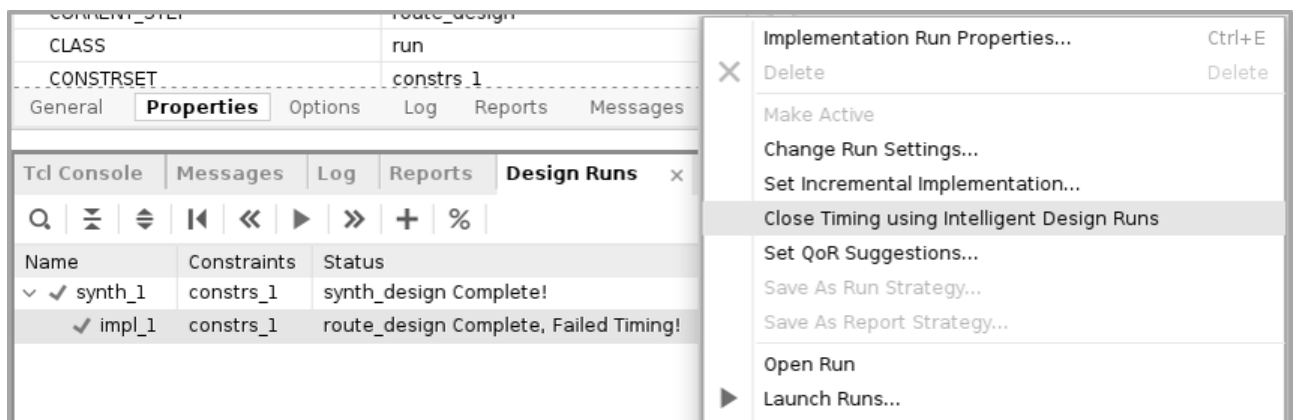 CURRENT_STEP route_design
CLASS run
CONSTRSET constrs_1
General Properties Options Log Reports Messages
Tcl Console Messages Log Reports Design Runs ×
Name Constraints Status
synth_1 constrs_1 synth_design Complete!
impl_1 constrs_1 route_design Complete, Failed Timing!
Implementation Run Properties... Ctrl+E
Delete Delete
Make Active
Change Run Settings...
Set Incremental Implementation...
Close Timing using Intelligent Design Runs
Set QoR Suggestions...
Save As Run Strategy...
Save As Report Strategy...
Open Run
Launch Runs...